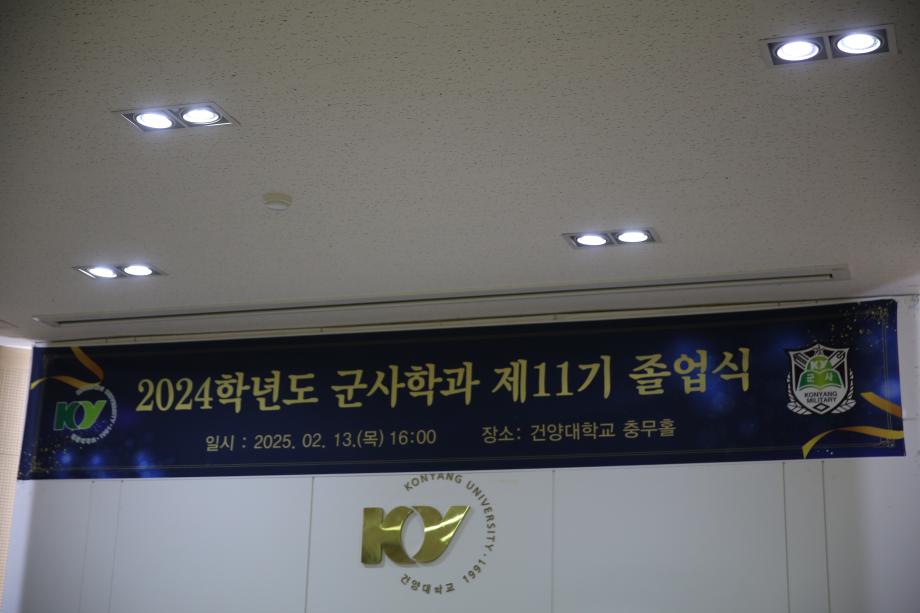 2024학년도 군사학과 제11기 졸업식
일시 : 2025. 02. 13.(목) 16:00 장소: 건양대학교 충무홀
KY
KONYANG MILITARY
KONYANG UNIVERSITY · 1991 ·
KY
건양대학교